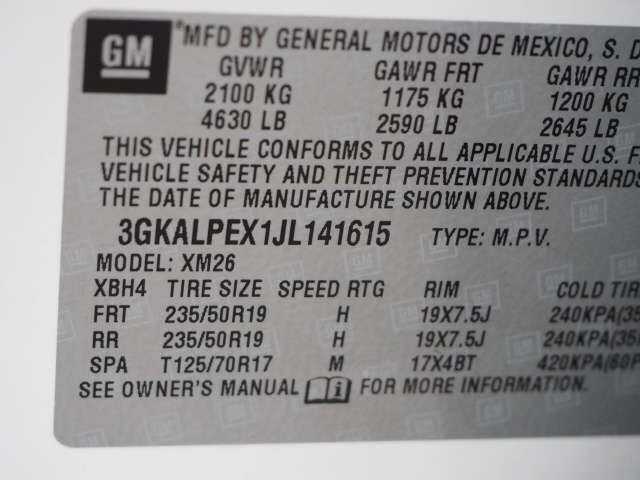 GM
*MFD BY GENERAL MOTORS DE MEXICO, S. D
GVWR GAWR FRT GAWR RR
2100 KG 1175 KG 1200 KG
4630 LB 2590 LB 2645 LB
THIS VEHICLE CONFORMS TO ALL APPLICABLE U.S. F
VEHICLE SAFETY AND THEFT PREVENTION STANDARDS
THE DATE OF MANUFACTURE SHOWN ABOVE.
3GKALPEX1JL141615 TYPE: M.P.V.
MODEL: XM26
XBH4 TIRE SIZE SPEED RTG RIM COLD TIR
FRT 235/50R19 H 19X7.5J 240KPA(35
RR 235/50R19 H 19X7.5J 240KPA(35
SPA T125/70R17 M 17X4BT 420KPA(60P
SEE OWNER'S MANUAL i FOR MORE INFORMATION.